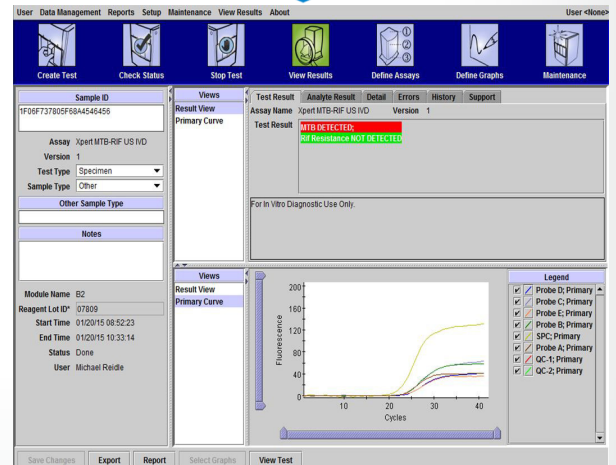 User Data Management Reports Setup Maintenance View Results About User <None>
Create Test Check Status Stop Test View Results Define Assays Define Graphs Maintenance
Sample ID
1F06F737805F68A4546456
Assay Xpert MTB-RIF US IVD
Version 1
Test Type Specimen
Sample Type Other
Other Sample Type
Notes
Module Name B2
Reagent Lot ID* 07809
Start Time 01/20/15 08:52:23
End Time 01/20/15 10:33:14
Status Done
User Michael Reidle
Views
Result View
Primary Curve
Test Result Analyte Result Detail Errors History Support
Assay Name Xpert MTB-RIF US IVD Version 1
Test Result MTB DETECTED;
Rif Resistance NOT DETECTED
For In Vitro Diagnostic Use Only.
Views
Result View
Primary Curve
200
160
120
80
40
0
Fluorescence
10 20 30 40
Cycles
Legend
Probe D; Primary
Probe C; Primary
Probe E; Primary
Probe B; Primary
SPC; Primary
Probe A; Primary
QC-1; Primary
QC-2; Primary
Save Changes Export Report Select Graphs View Test